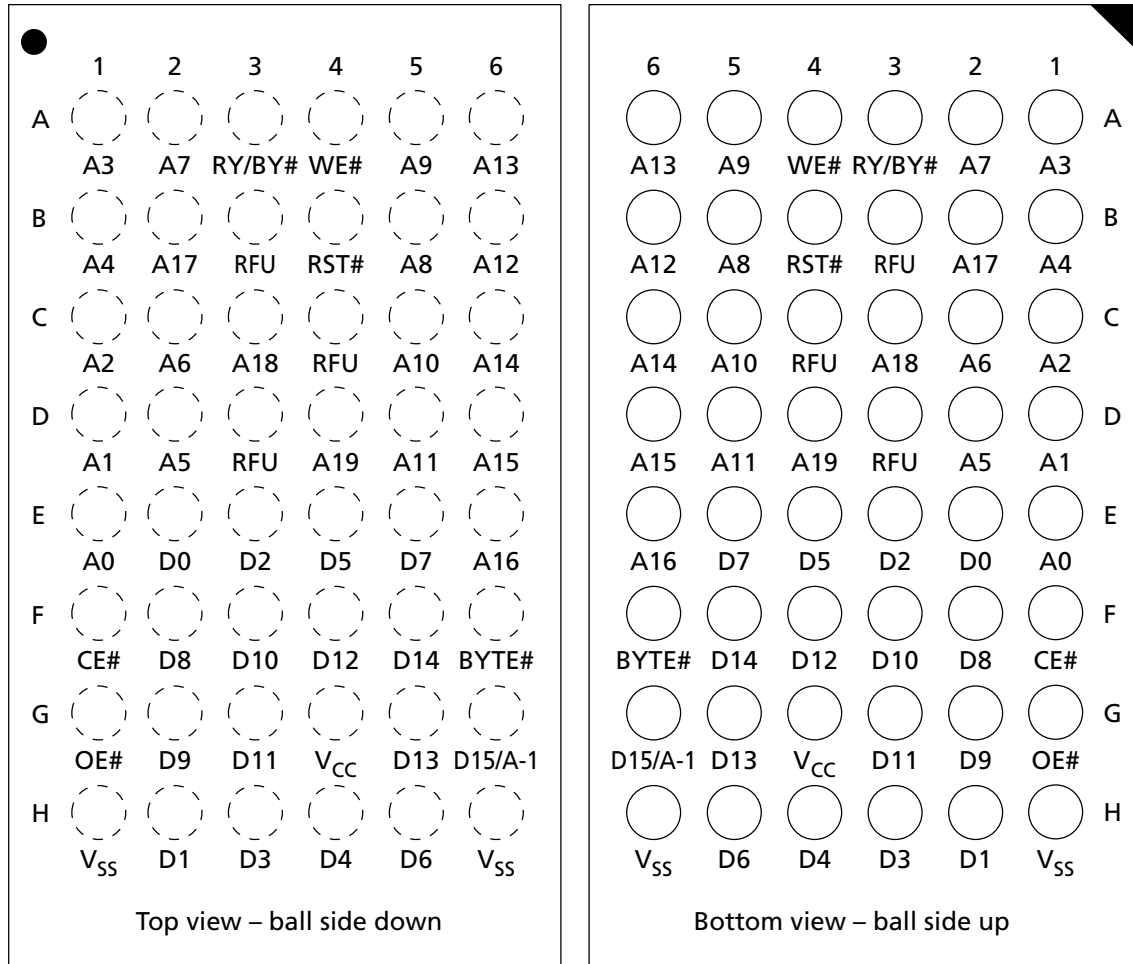 1 2 3 4 5 6
A
A3 A7 RY/BY# WE# A9 A13
B
A4 A17 RFU RST# A8 A12
C
A2 A6 A18 RFU A10 A14
D
A1 A5 RFU A19 A11 A15
E
A0 D0 D2 D5 D7 A16
F
CE# D8 D10 D12 D14 BYTE#
G
OE# D9 D11 VCC D13 D15/A-1
H
VSS D1 D3 D4 D6 VSS
Top view – ball side down
6 5 4 3 2 1
A
A13 A9 WE# RY/BY# A7 A3
B
A12 A8 RST# RFU A17 A4
C
A14 A10 RFU A18 A6 A2
D
A15 A11 A19 RFU A5 A1
E
A16 D7 D5 D2 D0 A0
F
BYTE# D14 D12 D10 D8 CE#
G
D15/A-1 D13 VCC D11 D9 OE#
H
VSS D6 D4 D3 D1 VSS
Bottom view – ball side up